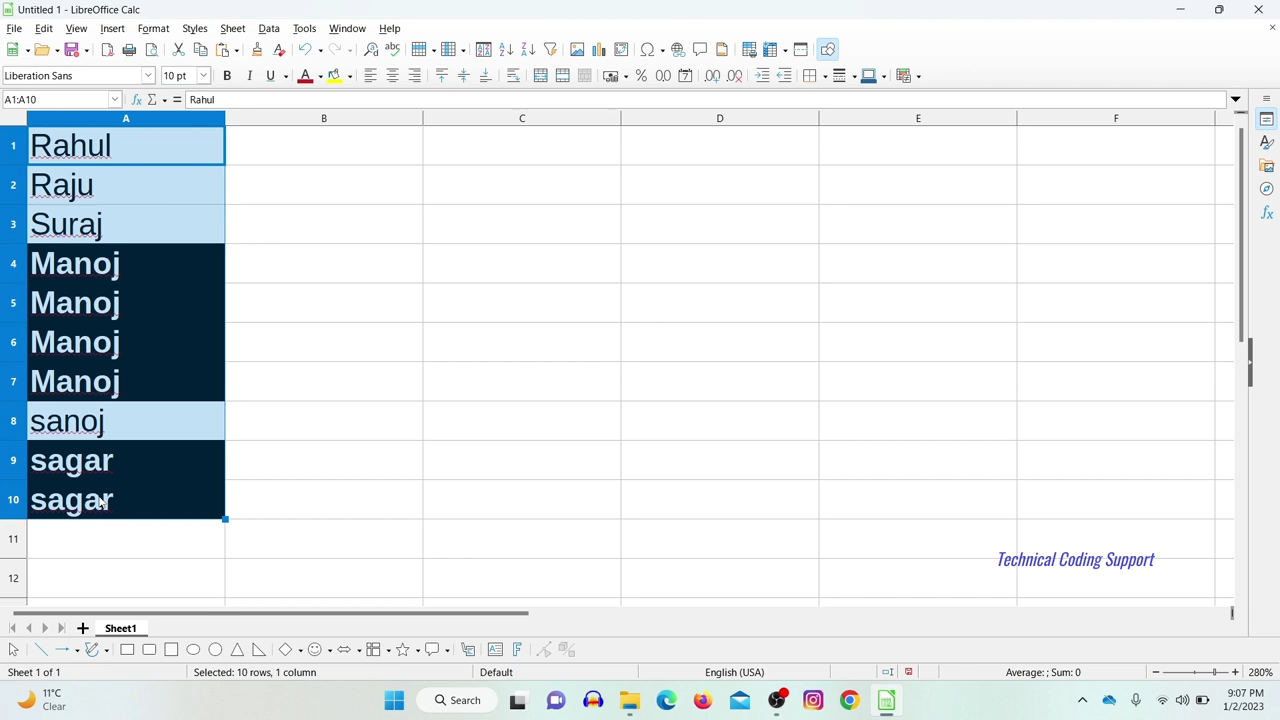 Untitled 1 - LibreOffice Calc
File Edit View Insert Format Styles Sheet Data Tools Window Help
Liberation Sans 10 pt
A1:A10 Rahul
A B C D E F
1 Rahul
2 Raju
3 Suraj
4 Manoj
5 Manoj
6 Manoj
7 Manoj
8 sanoj
9 sagar
10 sagar
11
12
Technical Coding Support
Sheet1
Sheet 1 of 1 Selected: 10 rows, 1 column Default English (USA) Average: ; Sum: 0 280%
11°C
Clear
Search
9:07 PM
1/2/2023